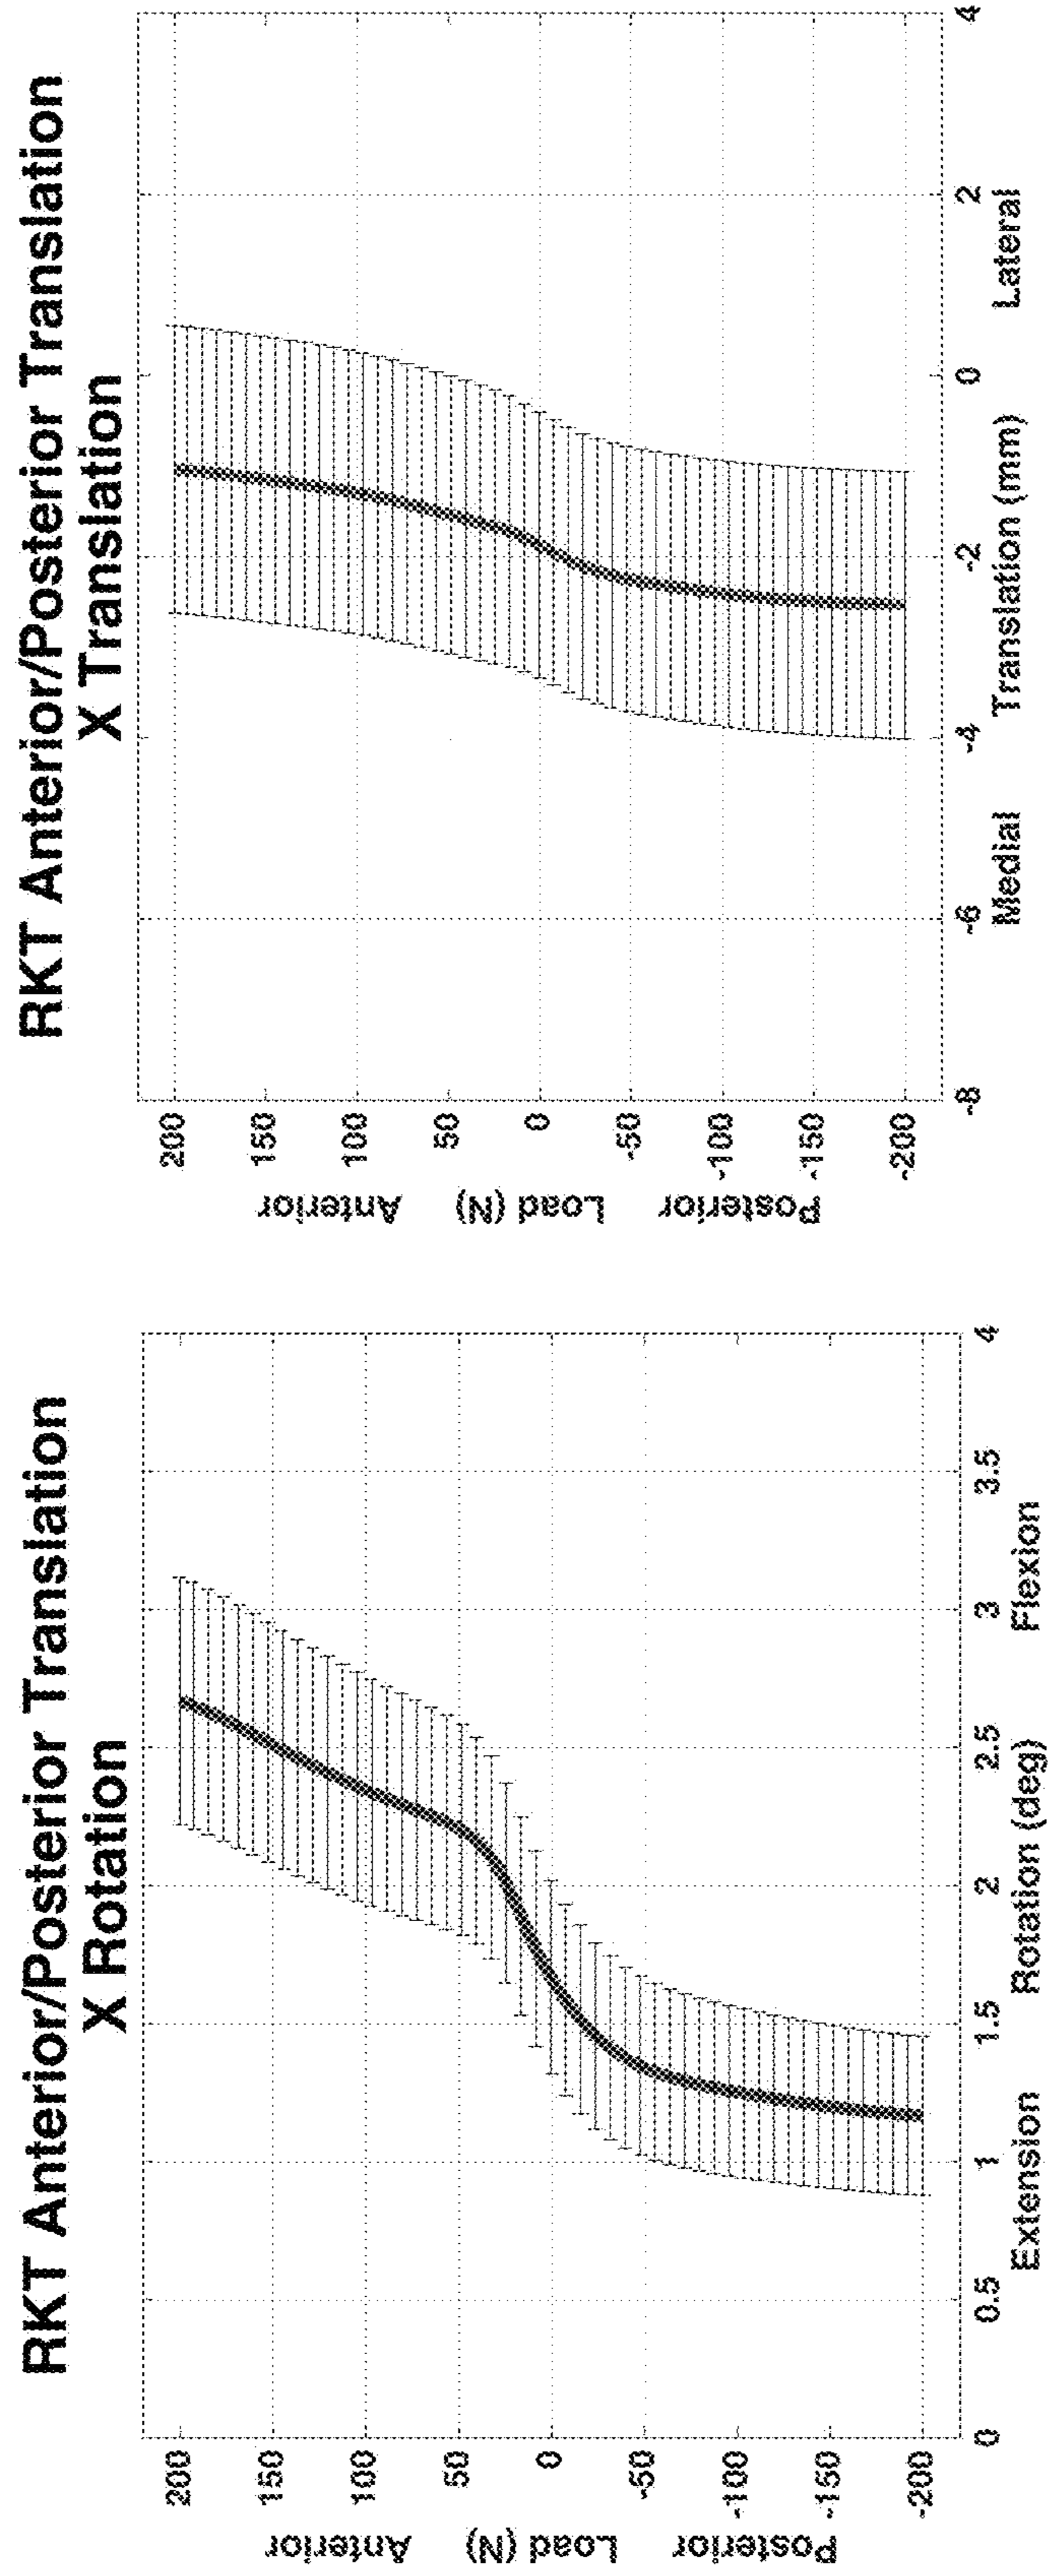 RKT Anterior/Posterior Translation
X Rotation
200
150
100
50
0
-50
-100
-150
-200
Posterior Load (N) Anterior
0 0.5 1 1.5 2 2.5 3 3.5 4
Extension Rotation (deg) Flexion
RKT Anterior/Posterior Translation
X Translation
200
150
100
50
0
-50
-100
-150
-200
Posterior Load (N) Anterior
-8 -6 -4 -2 0 2 4
Medial Translation (mm) Lateral